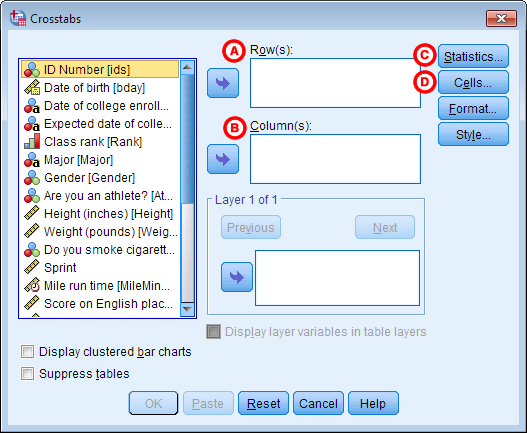 Crosstabs
ID Number [ids]
Date of birth [bday]
Date of college enroll...
Expected date of colle...
Class rank [Rank]
Major [Major]
Gender [Gender]
Are you an athlete? [At...
Height (inches) [Height]
Weight (pounds) [Weig...
Do you smoke cigarett...
Sprint
Mile run time [MileMin...
Score on English plac...
A
Row(s):
B
Column(s):
Layer 1 of 1
Previous
Next
Display layer variables in table layers
C
Statistics...
D
Cells...
Format...
Style...
Display clustered bar charts
Suppress tables
OK
Paste
Reset
Cancel
Help